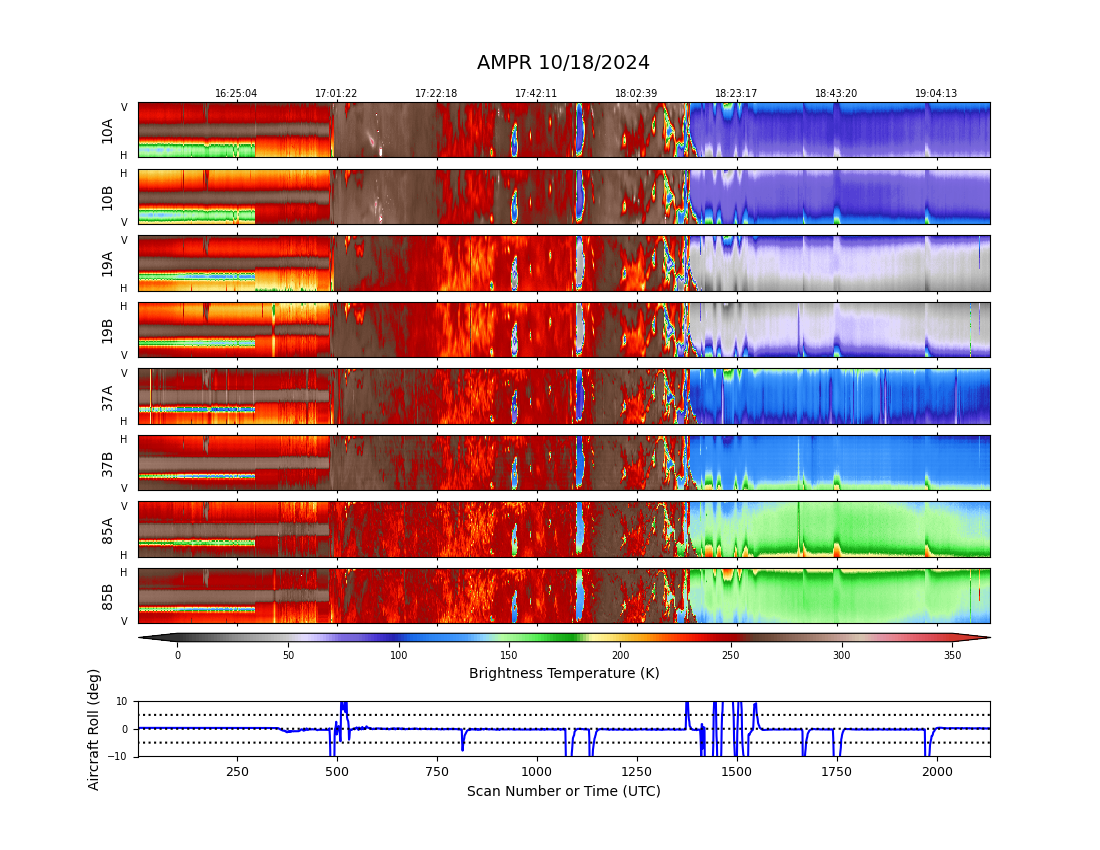 AMPR 10/18/2024
16:25:04 17:01:22 17:22:18 17:42:11 18:02:39 18:23:17 18:43:20 19:04:13
V
10A
H
H
10B
V
V
19A
H
H
19B
V
V
37A
H
H
37B
V
V
85A
H
H
85B
V
0 50 100 150 200 250 300 350
Brightness Temperature (K)
Aircraft Roll (deg)
10
0
−10
250 500 750 1000 1250 1500 1750 2000
Scan Number or Time (UTC)